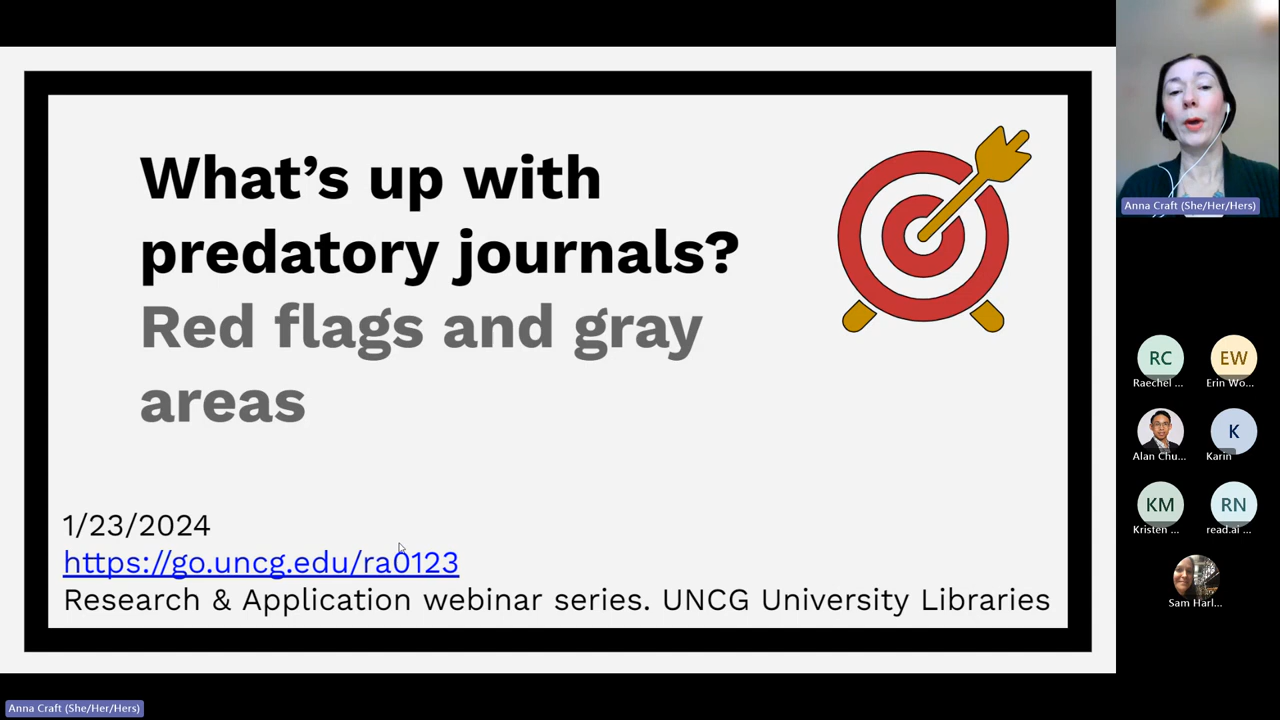 What's up with
predatory journals?
Red flags and gray
areas
1/23/2024
https://go.uncg.edu/ra0123
Research & Application webinar series. UNCG University Libraries
Anna Craft (She/Her/Hers)
RC
Raechel ...
EW
Erin Wo...
Alan Chu...
K
Karin
KM
Kristen ...
RN
read.ai ...
Sam Harl...
Anna Craft (She/Her/Hers)